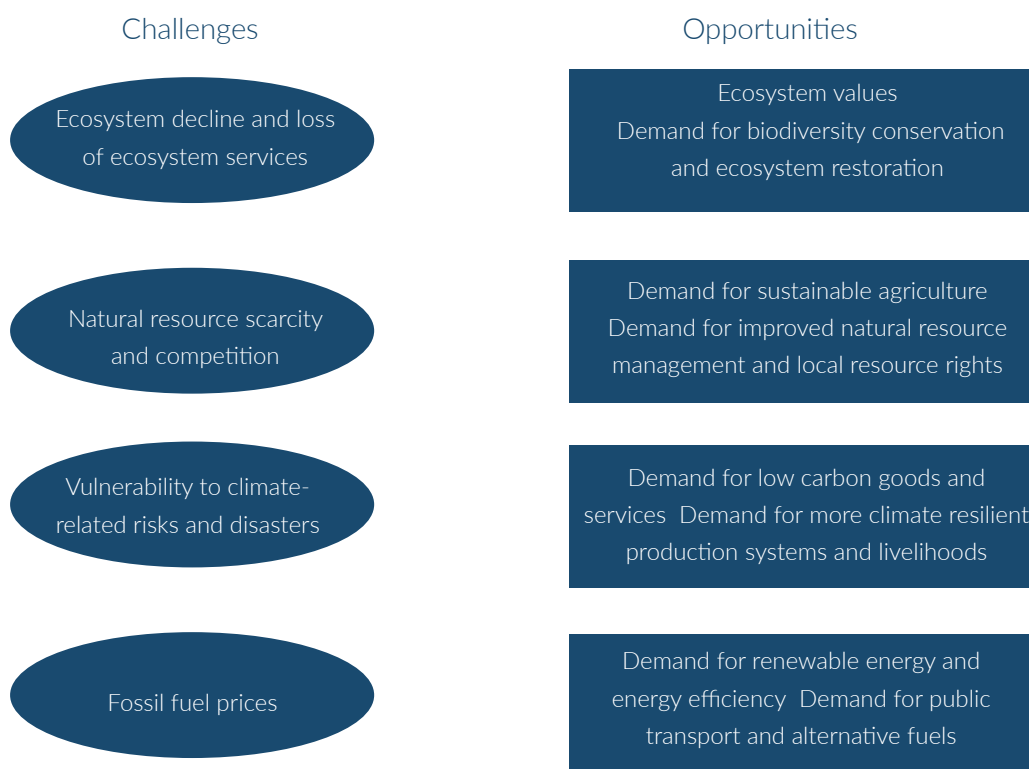 Challenges
Opportunities
Ecosystem decline and loss
of ecosystem services
Ecosystem values
Demand for biodiversity conservation
and ecosystem restoration
Natural resource scarcity
and competition
Demand for sustainable agriculture
Demand for improved natural resource
management and local resource rights
Vulnerability to climate-
related risks and disasters
Demand for low carbon goods and
services  Demand for more climate resilient
production systems and livelihoods
Fossil fuel prices
Demand for renewable energy and
energy efficiency  Demand for public
transport and alternative fuels